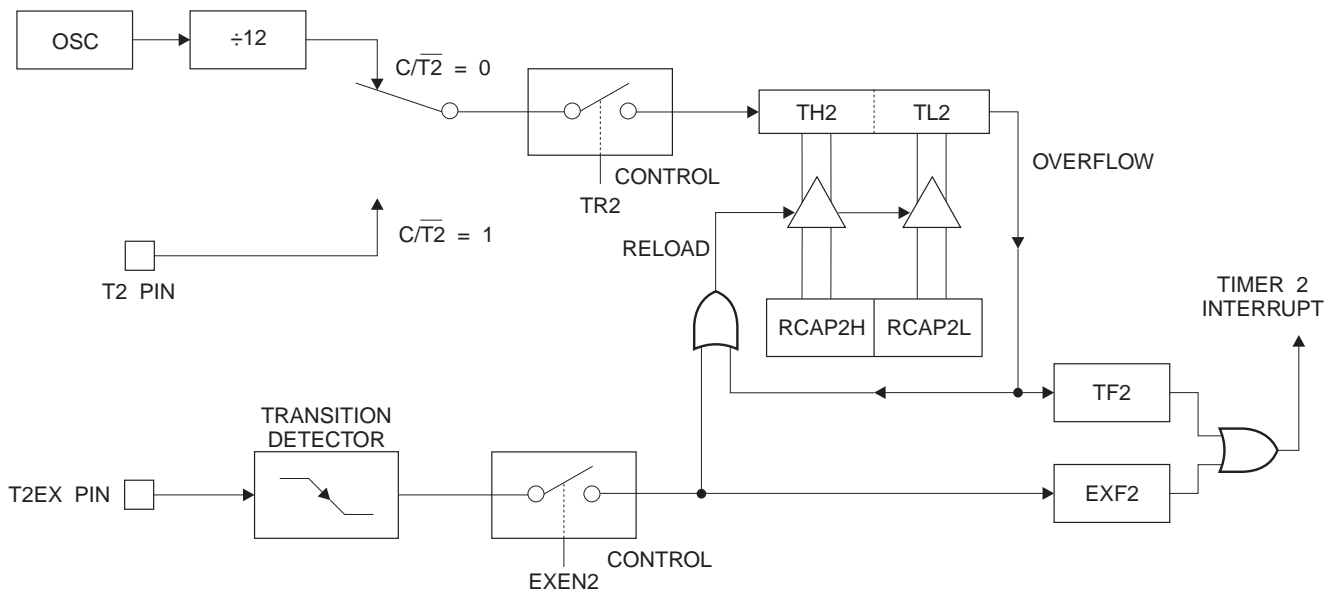 OSC
÷12
C/T2̅ = 0
TH2
TL2
OVERFLOW
CONTROL
TR2
C/T2̅ = 1
RELOAD
T2 PIN
TIMER 2
INTERRUPT
RCAP2H
RCAP2L
TF2
TRANSITION
DETECTOR
T2EX PIN
EXF2
CONTROL
EXEN2